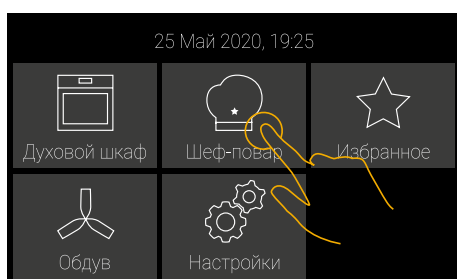 25 Май 2020, 19:25
Духовой шкаф
Шеф-повар
Избранное
Обдув
Настройки